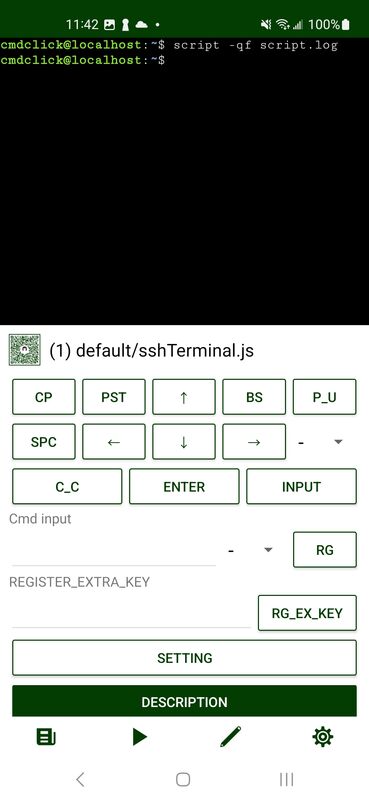 11:42 100%
cmdclick@localhost:~$ script -qf script.log
cmdclick@localhost:~$
(1) default/sshTerminal.js
CP PST ↑ BS P_U
SPC ← ↓ → -
C_C ENTER INPUT
Cmd input
- RG
REGISTER_EXTRA_KEY
RG_EX_KEY
SETTING
DESCRIPTION